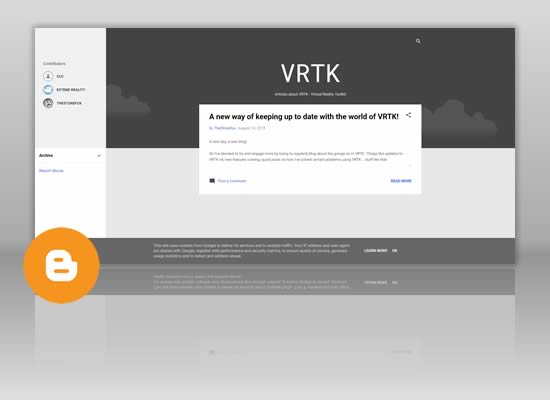 Contributors
VRTK
GLO
EXTEND REALITY
THESTONEFOX
Articles about VRTK - Virtual Reality Toolkit
A new way of keeping up to date with the world of VRTK!
By TheStoneFox - August 10, 2018
A new day, a new blog!
So I've decided to try and engage more by trying to regularly blog about the goings on in VRTK. Things like updates to
VRTK v4, new features coming, quick posts on how I've solved certain problems using VRTK... stuff like that.
Post a Comment
READ MORE
Archive
Report Abuse
This site uses cookies from Google to deliver its services and to analyze traffic. Your IP address and user agent
are shared with Google, together with performance and security metrics, to ensure quality of service, generate
usage statistics and to detect and address abuse.
LEARN MORE
OK